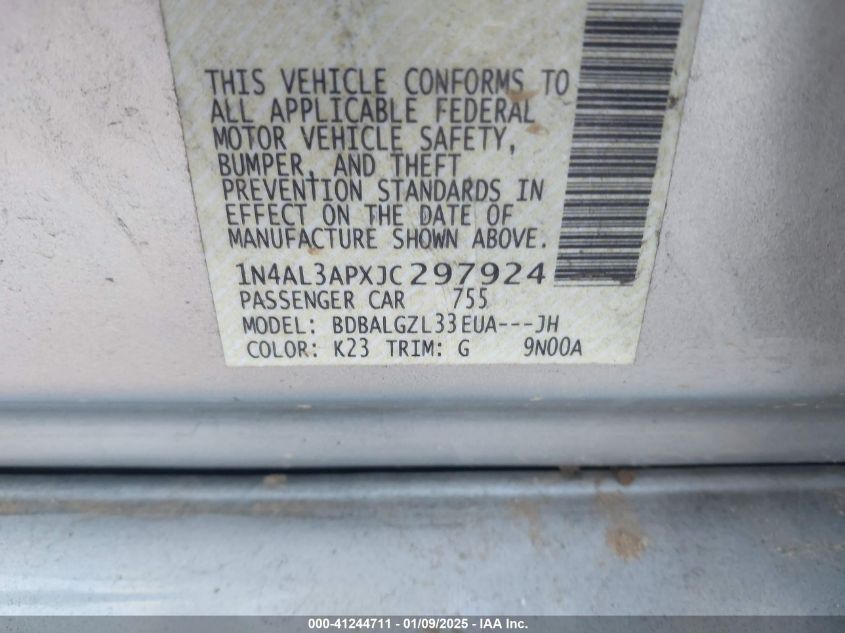 THIS VEHICLE CONFORMS TO
ALL APPLICABLE FEDERAL
MOTOR VEHICLE SAFETY,
BUMPER, AND THEFT
PREVENTION STANDARDS IN
EFFECT ON THE DATE OF
MANUFACTURE SHOWN ABOVE.
1N4AL3APXJC297924
PASSENGER CAR 755
MODEL: BDBALGZL33EUA---JH
COLOR: K23 TRIM: G 9N00A
000-41244711 - 01/09/2025 - IAA Inc.